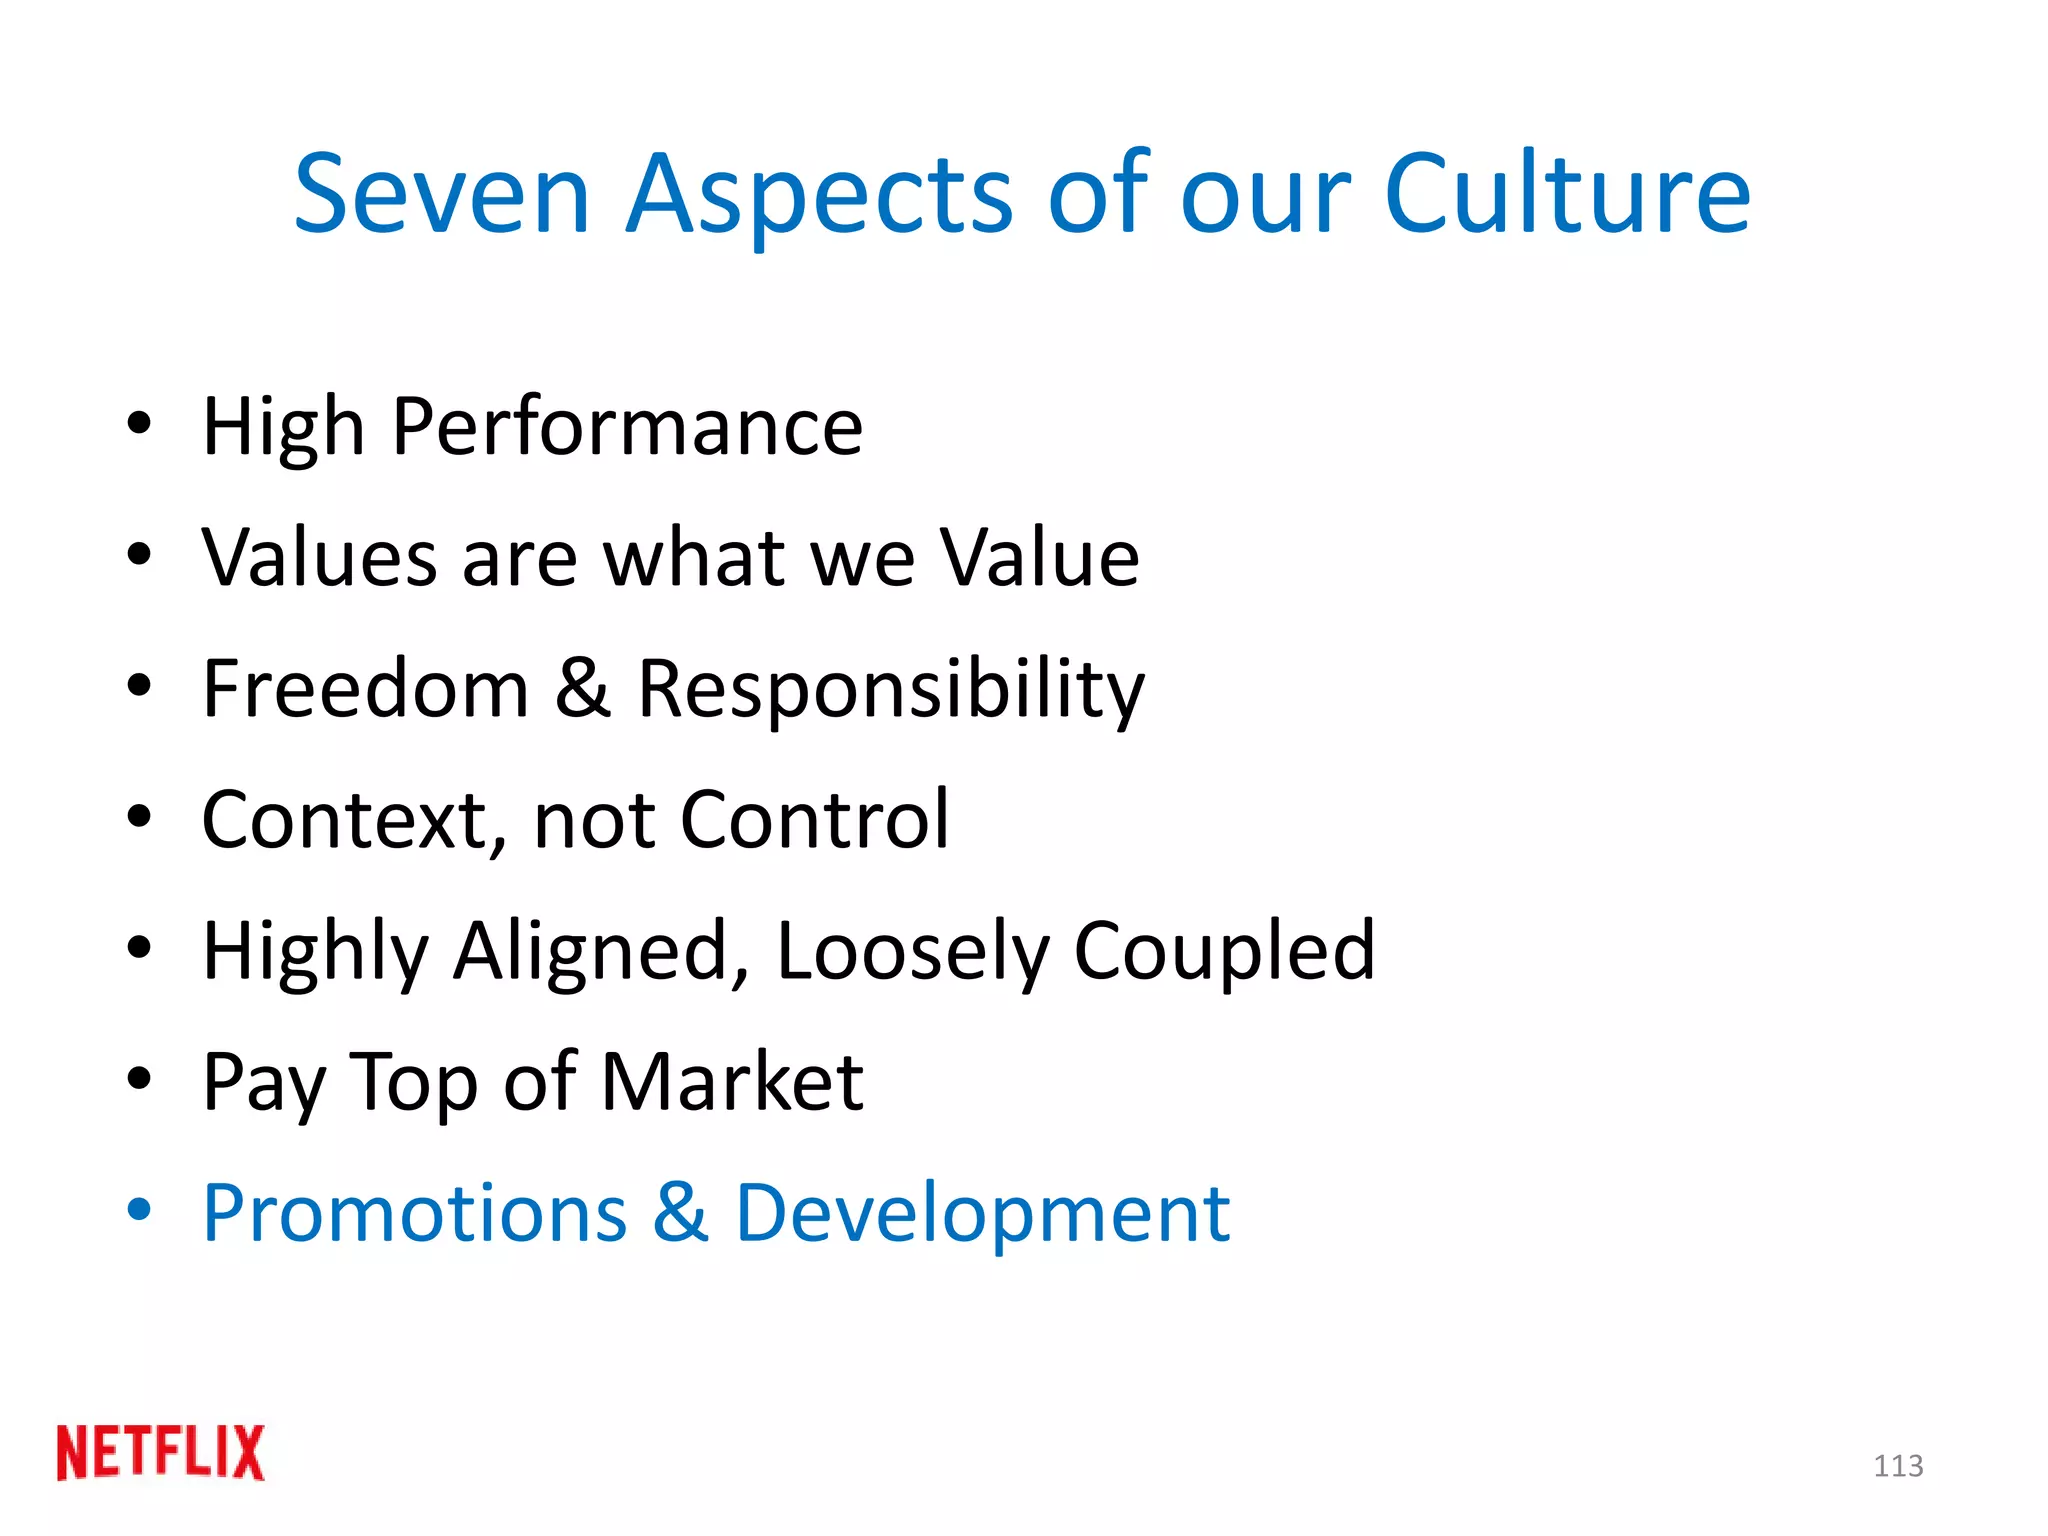 Seven Aspects of our Culture
• High Performance
• Values are what we Value
• Freedom & Responsibility
• Context, not Control
• Highly Aligned, Loosely Coupled
• Pay Top of Market
• Promotions & Development
NETFLIX
113